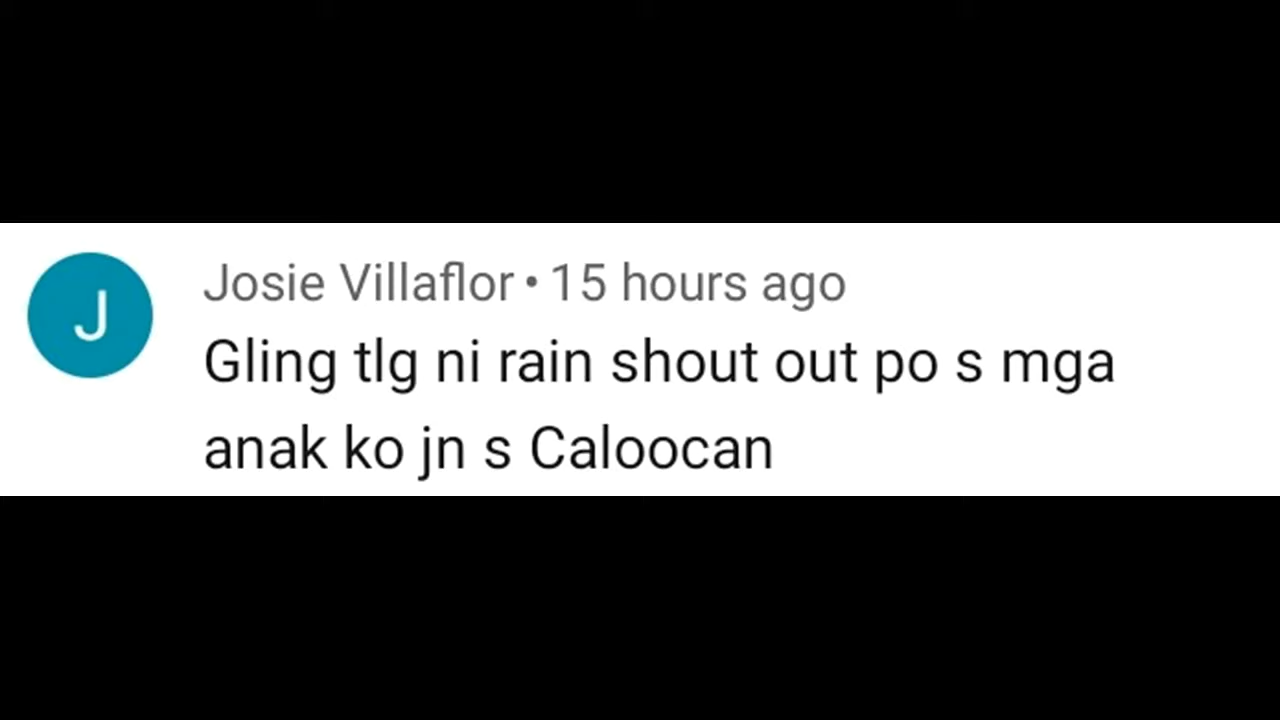 J
Josie Villaflor • 15 hours ago
Gling tlg ni rain shout out po s mga
anak ko jn s Caloocan